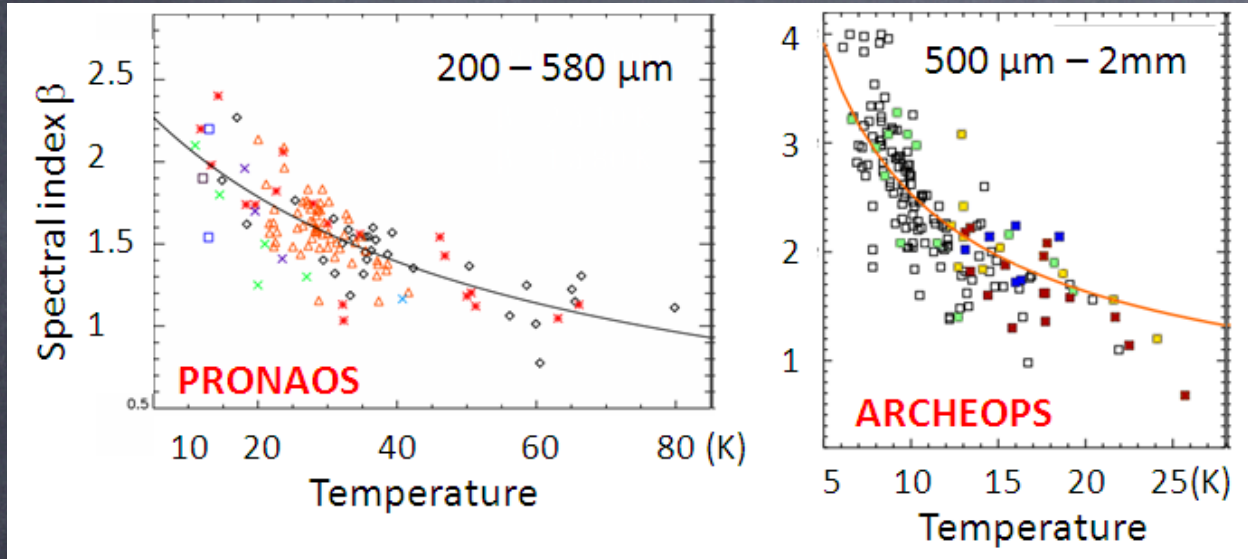 200 – 580 μm
Spectral index β
2.5
2
1.5
1
0.5
PRONAOS
10 20 40 60 80 (K)
Temperature
500 μm – 2mm
4
3
2
1
ARCHEOPS
5 10 15 20 25(K)
Temperature